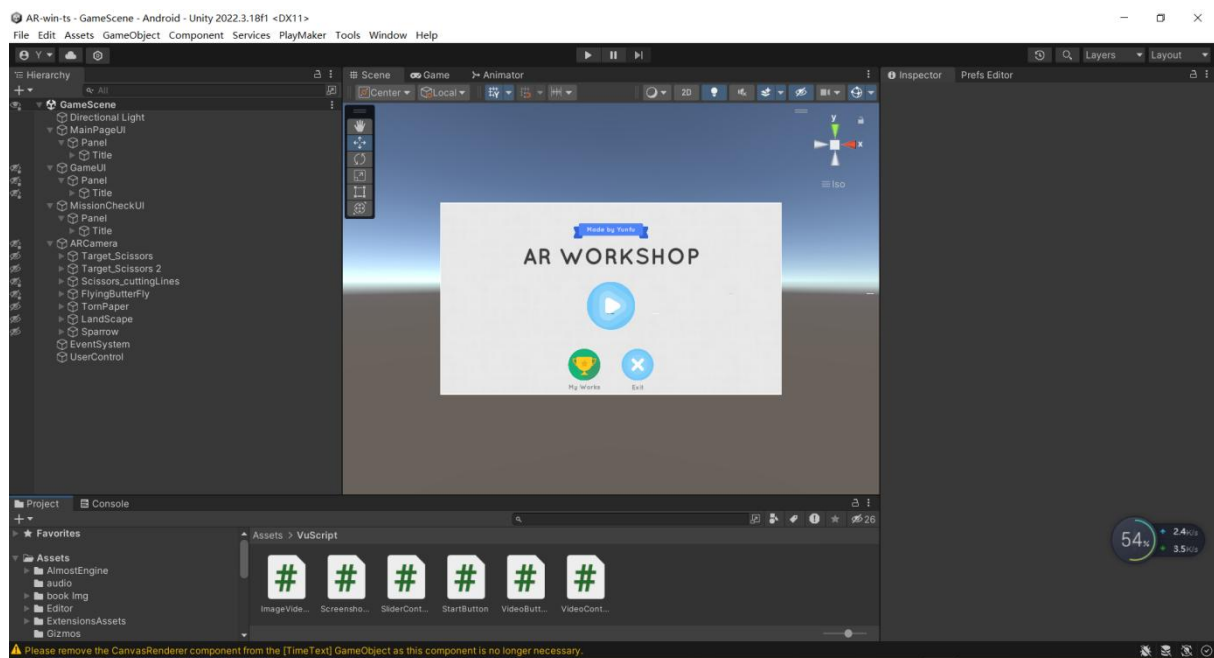 AR-win-ts - GameScene - Android - Unity 2022.3.18f1 <DX11>
File Edit Assets GameObject Component Services PlayMaker Tools Window Help
Y
Layers Layout
Hierarchy
Scene Game Animator
Inspector Prefs Editor
All
Center Local 2D
GameScene
Directional Light
MainPageUI
Panel
Title
GameUI
Panel
Title
MissionCheckUI
Panel
Title
ARCamera
Target_Scissors
Target_Scissors 2
Scissors_cuttingLines
FlyingButterFly
TornPaper
LandScape
Sparrow
EventSystem
UserControl
y
x
Iso
Made by Yunfu
AR WORKSHOP
My Works Exit
Project Console
26
Favorites
Assets > VuScript
Assets
AlmostEngine
audio
book Img
Editor
ExtensionsAssets
Gizmos
ImageVide... Screensho... SliderCont... StartButton VideoButt... VideoCont...
54%
2.4K/s
3.5K/s
Please remove the CanvasRenderer component from the [TimeText] GameObject as this component is no longer necessary.